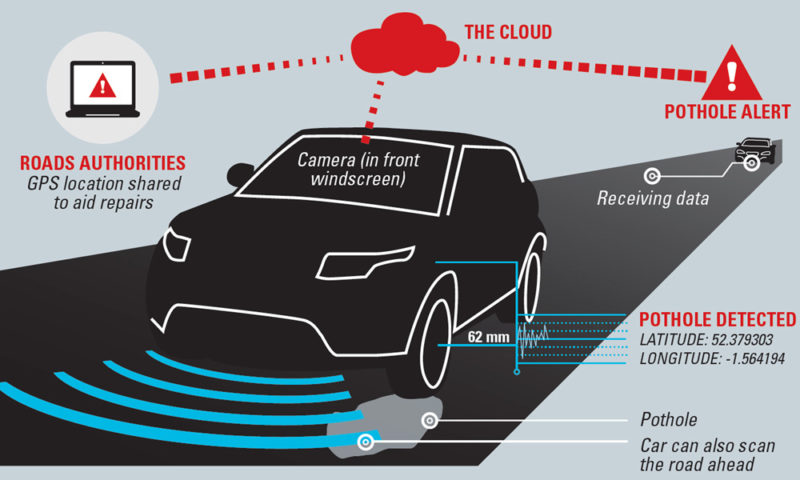 THE CLOUD
POTHOLE ALERT
ROADS AUTHORITIES
GPS location shared
to aid repairs
Camera (in front
windscreen)
Receiving data
62 mm
POTHOLE DETECTED
LATITUDE: 52.379303
LONGITUDE: -1.564194
Pothole
Car can also scan
the road ahead